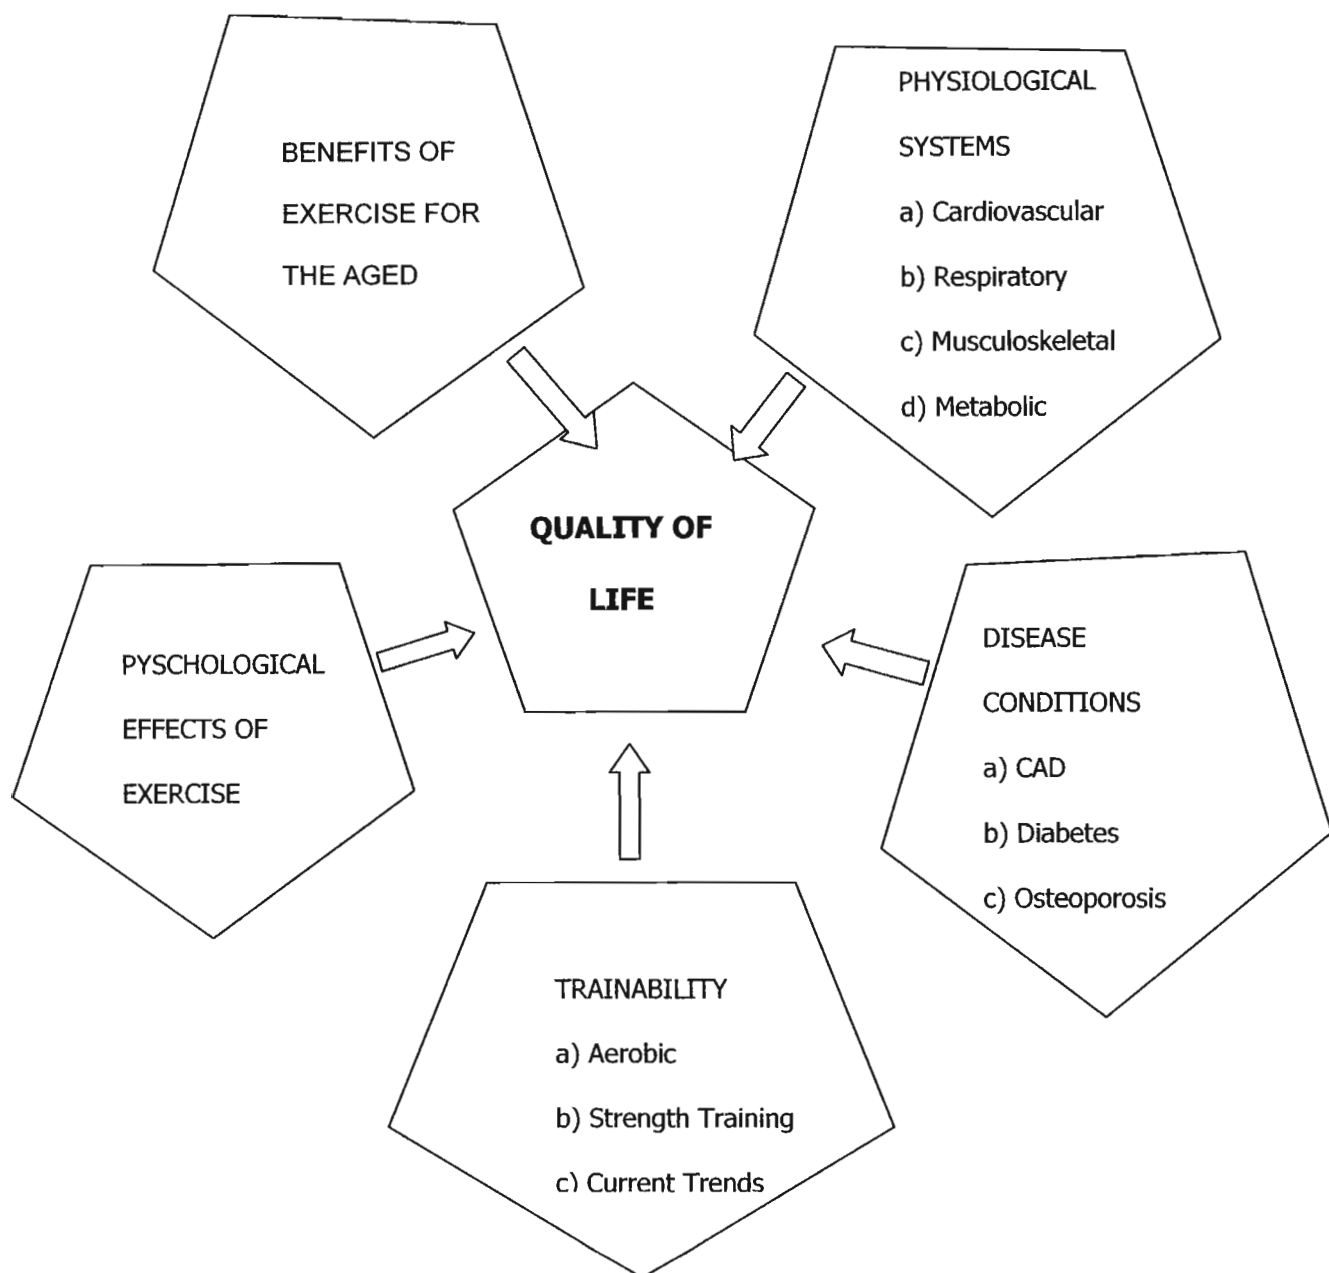 BENEFITS OF
EXERCISE FOR
THE AGED
PHYSIOLOGICAL
SYSTEMS
a) Cardiovascular
b) Respiratory
c) Musculoskeletal
d) Metabolic
QUALITY OF
LIFE
PYSCHOLOGICAL
EFFECTS OF
EXERCISE
DISEASE
CONDITIONS
a) CAD
b) Diabetes
c) Osteoporosis
TRAINABILITY
a) Aerobic
b) Strength Training
c) Current Trends